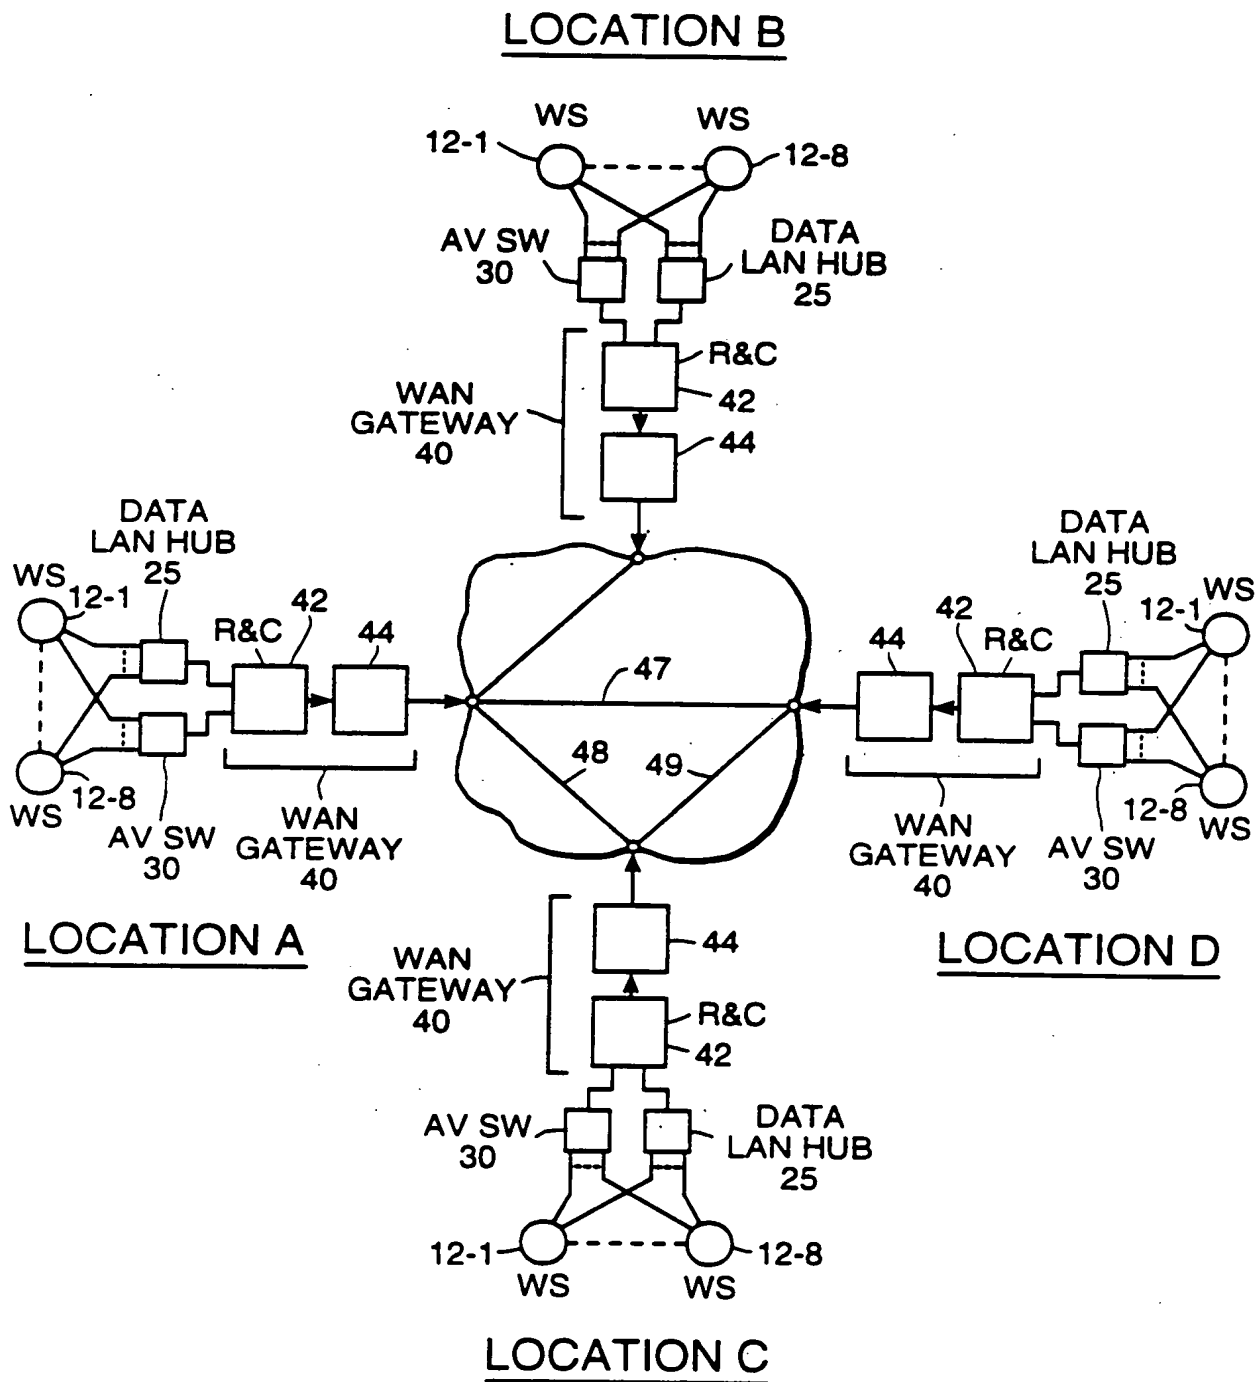 LOCATION B
WS
WS
12-1
12-8
AV SW
30
DATA
LAN HUB
25
R&C
42
WAN
GATEWAY
40
44
DATA
LAN HUB
25
WS
12-1
42
R&C
44
12-8
WS
AV SW
30
WAN
GATEWAY
40
LOCATION A
47
48
49
DATA
LAN HUB
25
WS
12-1
42
R&C
44
12-8
WS
AV SW
30
WAN
GATEWAY
40
LOCATION D
44
WAN
GATEWAY
40
R&C
42
AV SW
30
DATA
LAN HUB
25
12-1
12-8
WS
WS
LOCATION C